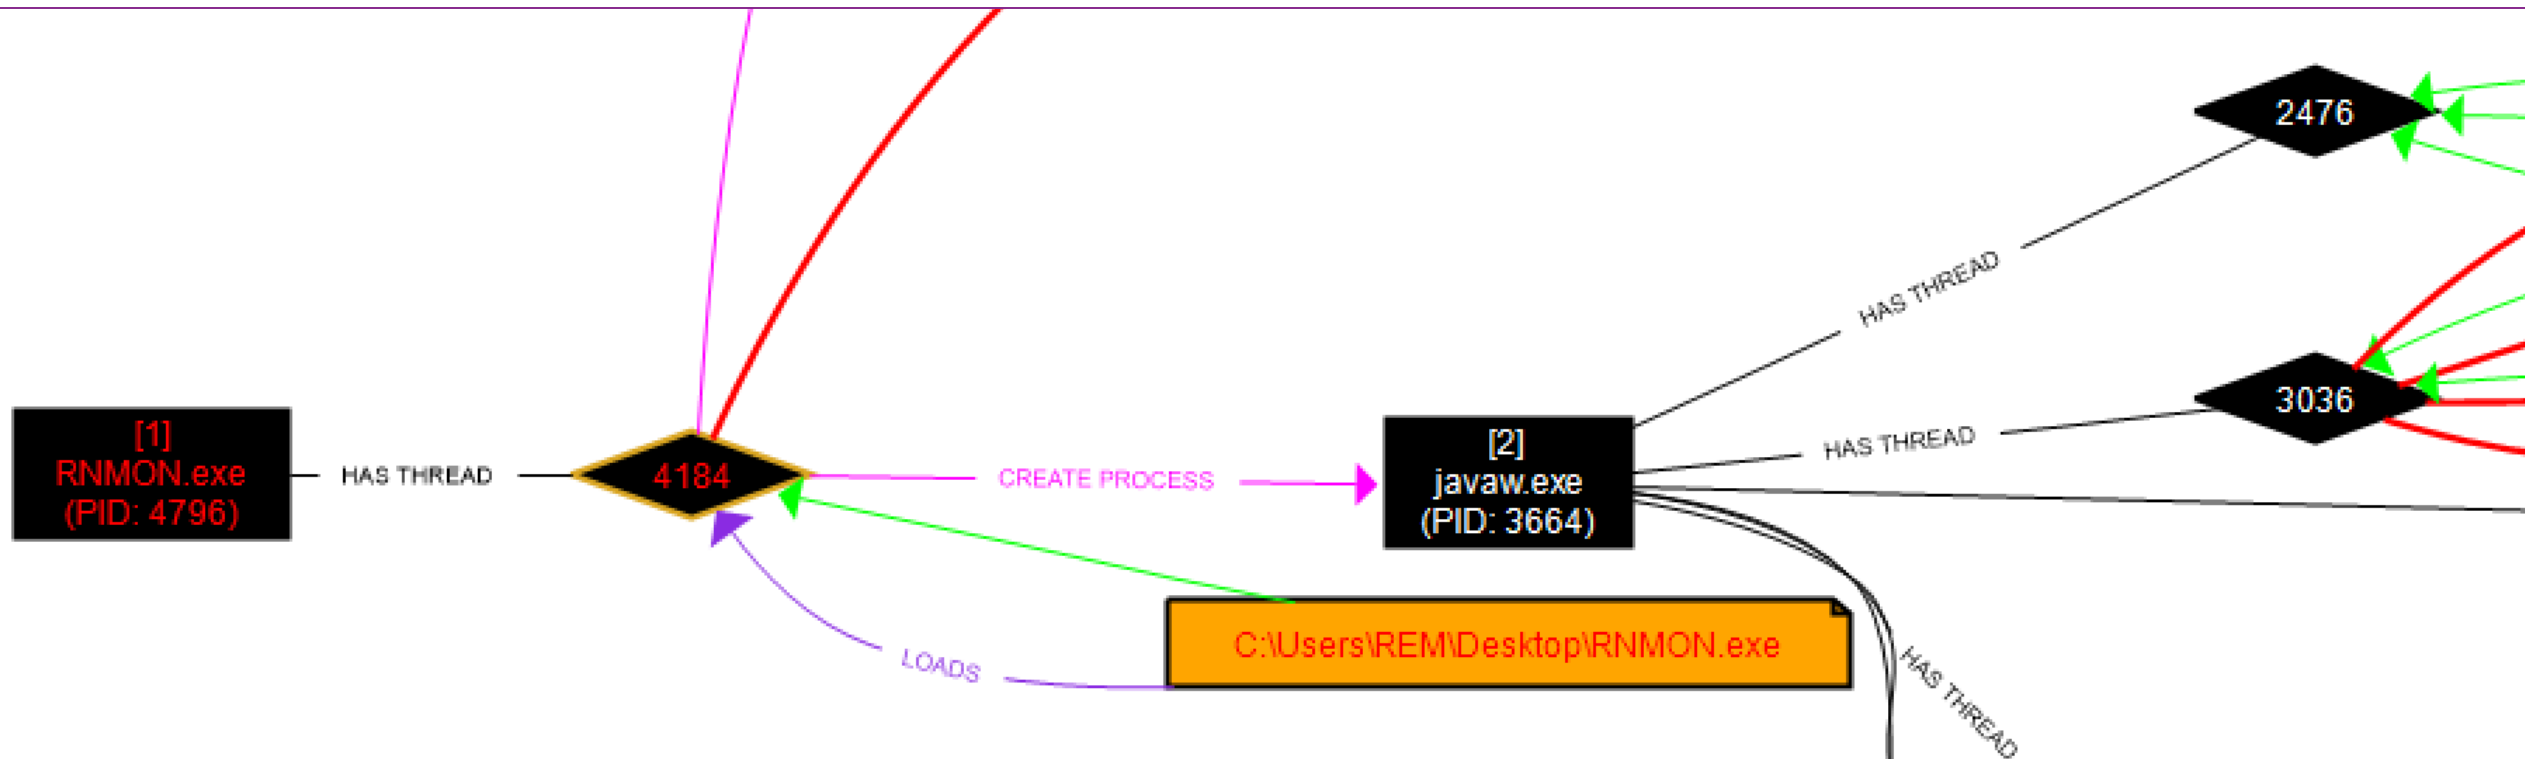 [1]
RNMON.exe
(PID: 4796)
HAS THREAD
4184
CREATE PROCESS
[2]
javaw.exe
(PID: 3664)
HAS THREAD
2476
HAS THREAD
3036
C:\Users\REM\Desktop\RNMON.exe
LOADS
HAS THREAD